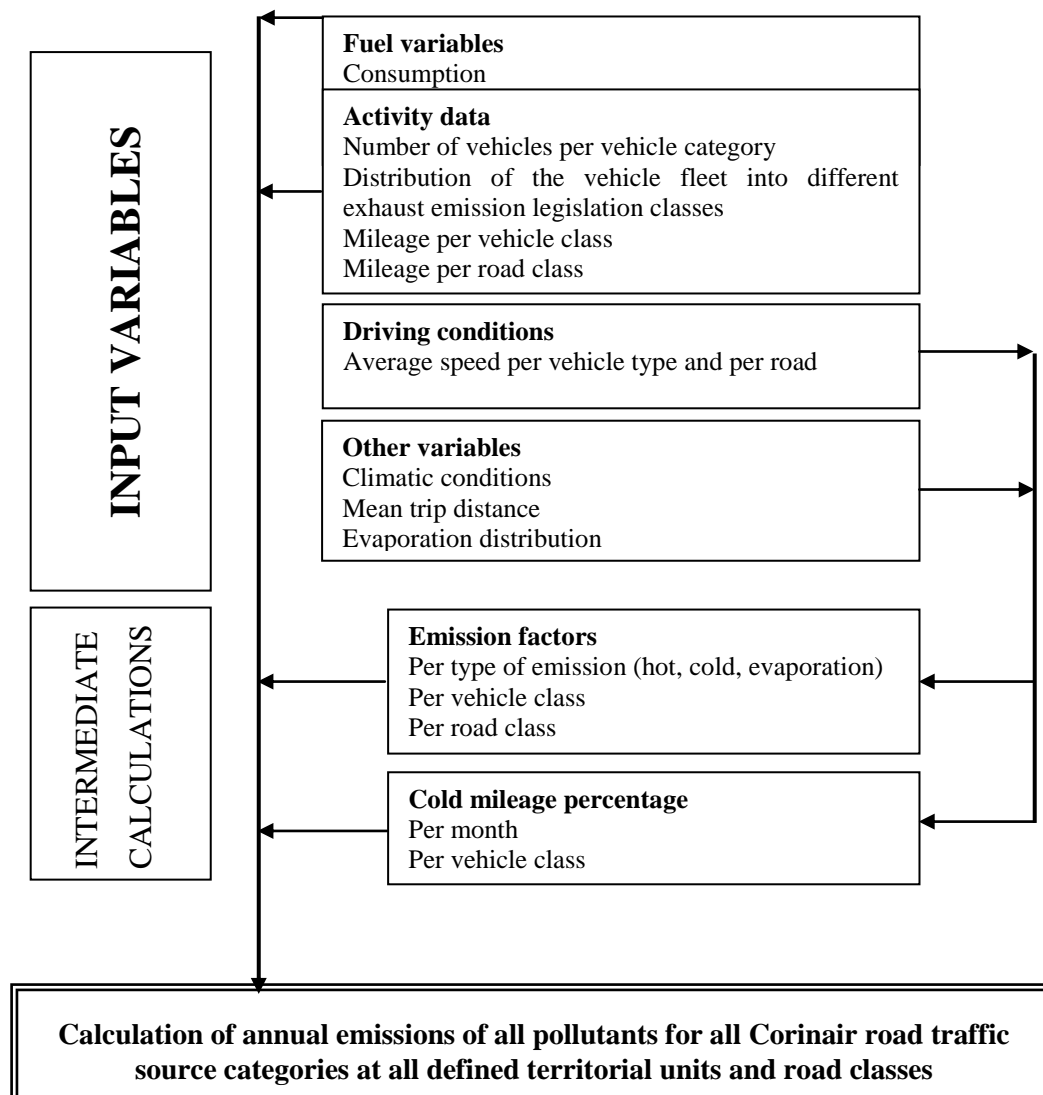 INPUT VARIABLES
Fuel variables
Consumption
Activity data
Number of vehicles per vehicle category
Distribution of the vehicle fleet into different
exhaust emission legislation classes
Mileage per vehicle class
Mileage per road class
Driving conditions
Average speed per vehicle type and per road
Other variables
Climatic conditions
Mean trip distance
Evaporation distribution
INTERMEDIATE
CALCULATIONS
Emission factors
Per type of emission (hot, cold, evaporation)
Per vehicle class
Per road class
Cold mileage percentage
Per month
Per vehicle class
Calculation of annual emissions of all pollutants for all Corinair road traffic
source categories at all defined territorial units and road classes